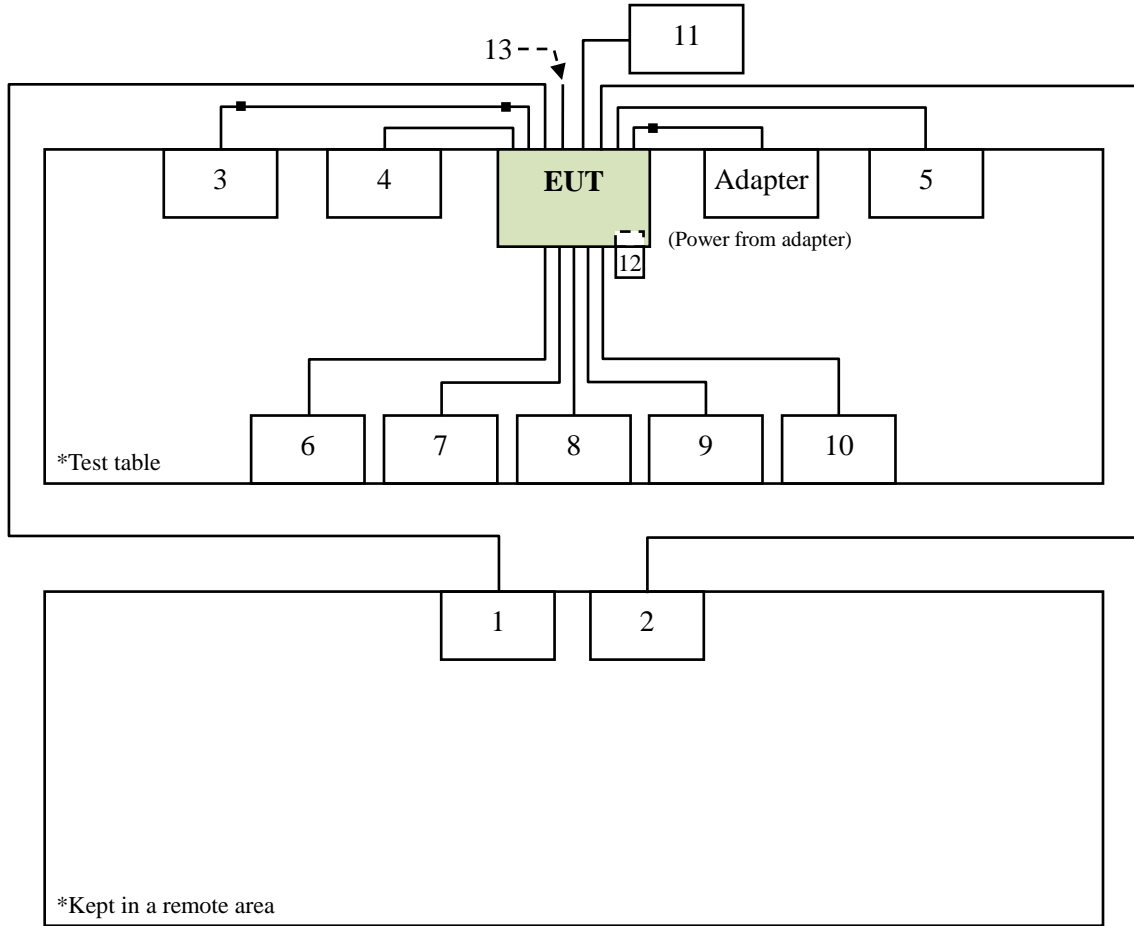 11
13
3
4
EUT
Adapter
5
(Power from adapter)
12
6
7
8
9
10
*Test table
1
2
*Kept in a remote area